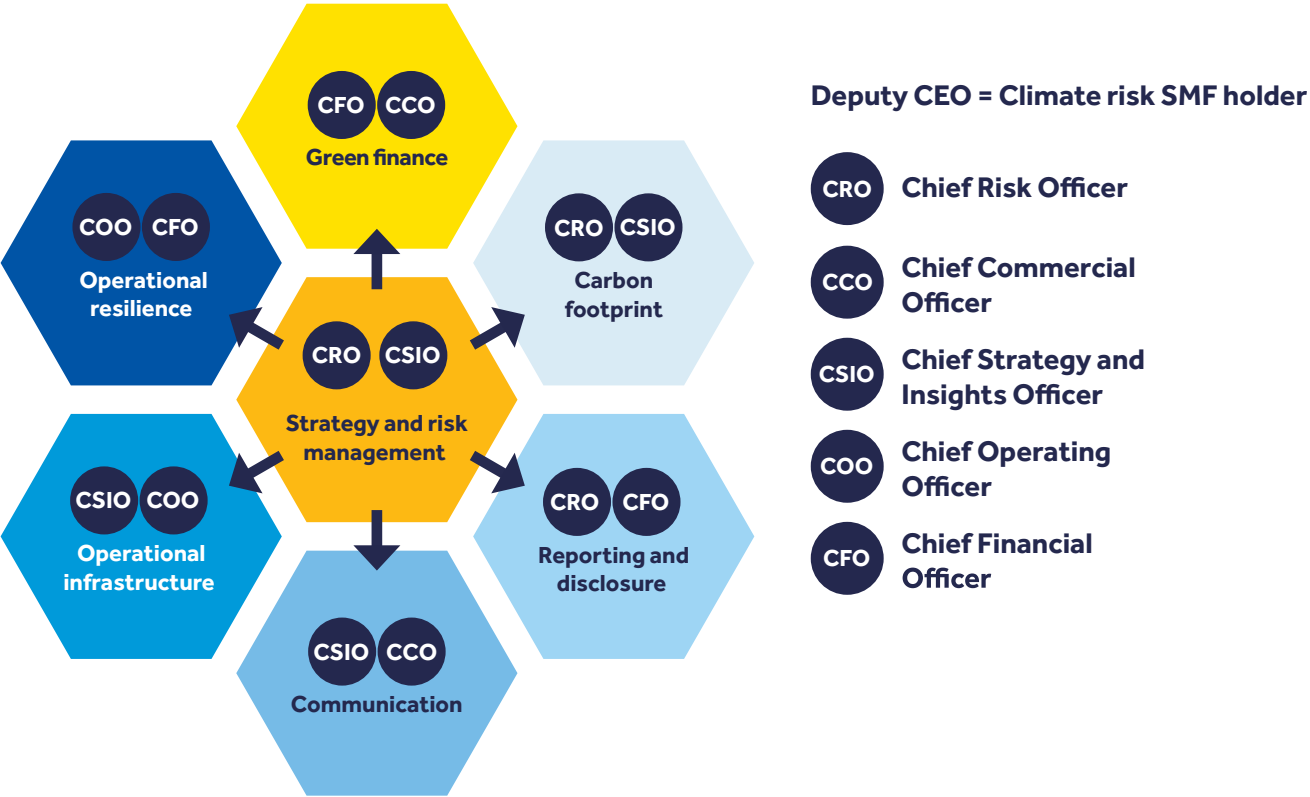 CFO CCO
Green finance
COO CFO
Operational
resilience
CRO CSIO
Carbon
footprint
CRO CSIO
Strategy and risk
management
CSIO COO
Operational
infrastructure
CRO CFO
Reporting and
disclosure
CSIO CCO
Communication
Deputy CEO = Climate risk SMF holder
CRO Chief Risk Officer
CCO Chief Commercial
Officer
CSIO Chief Strategy and
Insights Officer
COO Chief Operating
Officer
CFO Chief Financial
Officer